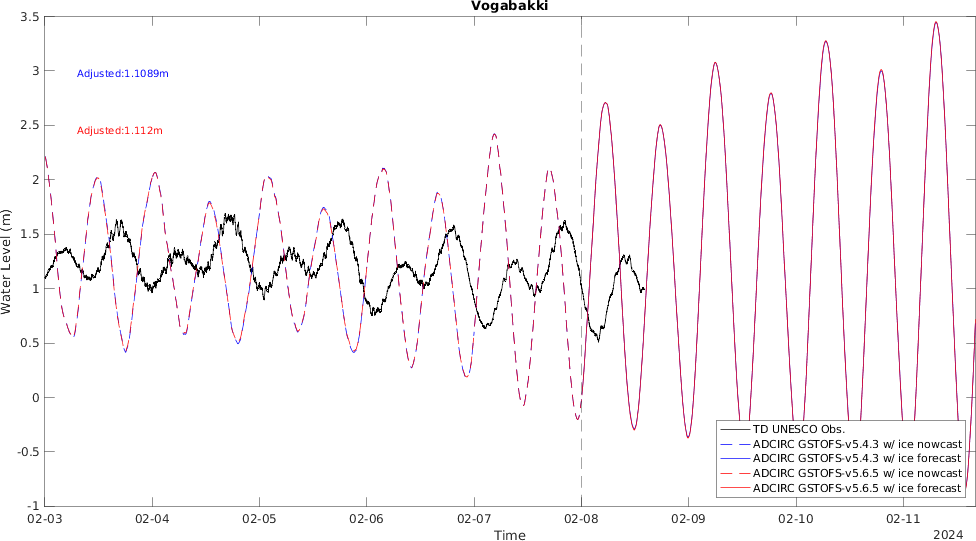 Vogabakki
Adjusted:1.1089m
Adjusted:1.112m
Water Level (m)
3.5
3
2.5
2
1.5
1
0.5
0
-0.5
-1
TD UNESCO Obs.
ADCIRC GSTOFS-v5.4.3 w/ ice nowcast
ADCIRC GSTOFS-v5.4.3 w/ ice forecast
ADCIRC GSTOFS-v5.6.5 w/ ice nowcast
ADCIRC GSTOFS-v5.6.5 w/ ice forecast
02-03 02-04 02-05 02-06 02-07 02-08 02-09 02-10 02-11
Time
2024